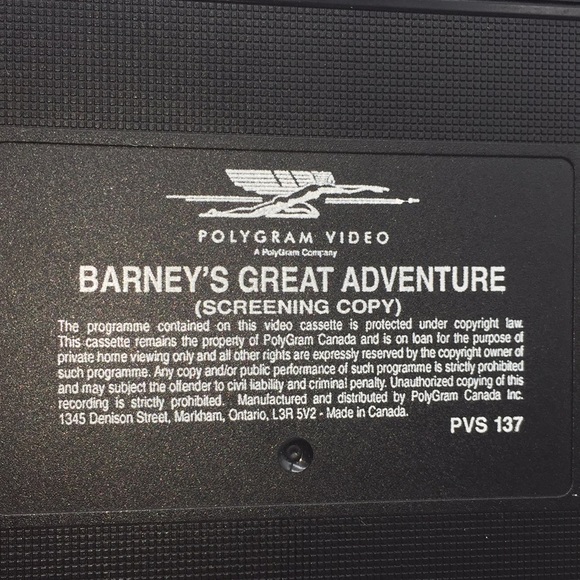 POLYGRAM VIDEO
A PolyGram Company
BARNEY'S GREAT ADVENTURE
(SCREENING COPY)
The programme contained on this video cassette is protected under copyright law.
This cassette remains the property of PolyGram Canada and is on loan for the purpose of
private home viewing only and all other rights are expressly reserved by the copyright owner of
such programme. Any copy and/or public performance of such programme is strictly prohibited
and may subject the offender to civil liability and criminal penalty. Unauthorized copying of this
recording is strictly prohibited. Manufactured and distributed by PolyGram Canada Inc.
1345 Denison Street, Markham, Ontario, L3R 5V2 - Made in Canada.
PVS 137